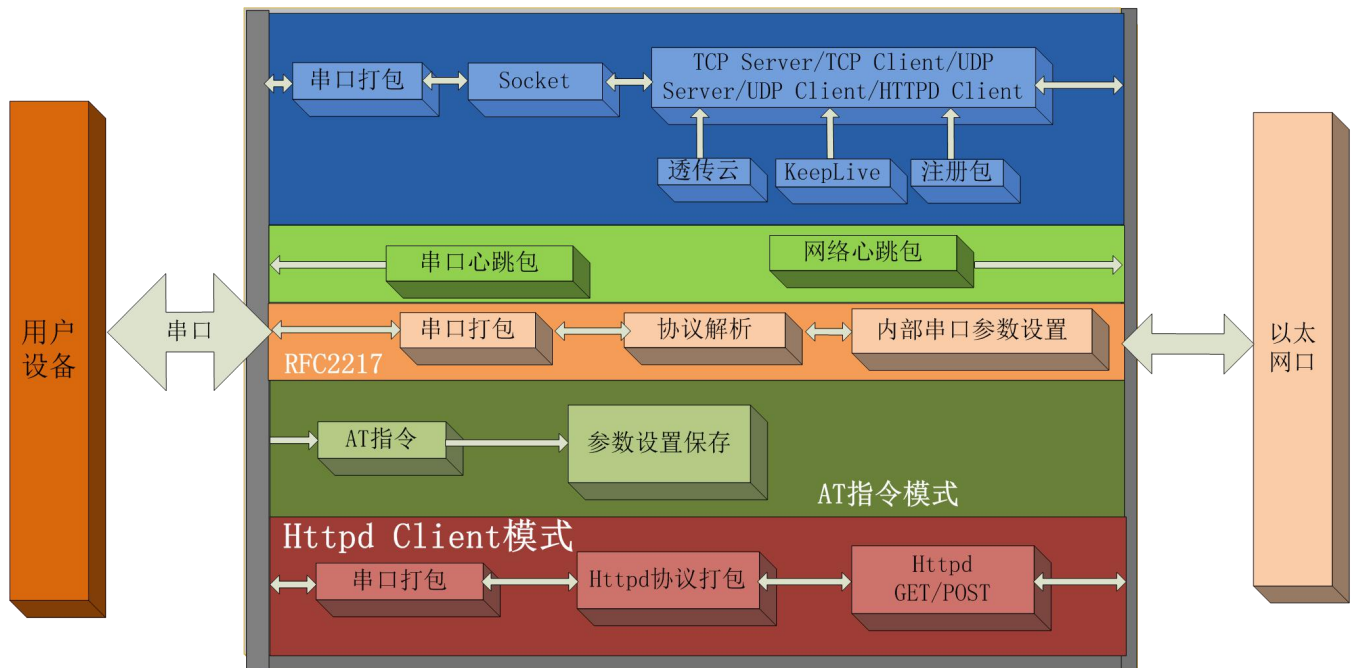 串口打包
Socket
TCP Server/TCP Client/UDP
Server/UDP Client/HTTPD Client
透传云
KeepLive
注册包
串口心跳包
网络心跳包
用户
设备
串口
串口打包
协议解析
内部串口参数设置
RFC2217
以太
网口
AT指令
参数设置保存
AT指令模式
Httpd Client模式
串口打包
Httpd协议打包
Httpd
GET/POST